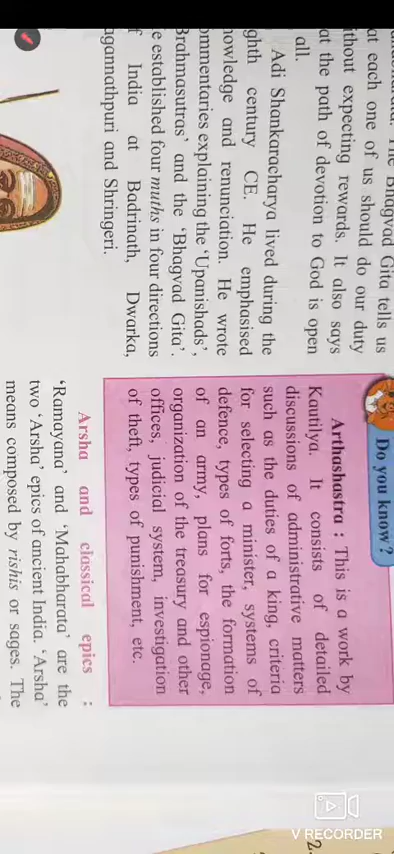 The Bhagvad Gita tells us
at each one of us should do our duty
ithout expecting rewards. It also says
at the path of devotion to God is open
all.
Adi Shankaracharya lived during the
ghth century CE. He emphasised
nowledge and renunciation. He wrote
ommentaries explaining the 'Upanishads',
Brahmasutras' and the 'Bhagvad Gita'.
e established four muths in four directions
f India at Badrinath, Dwarka,
agannathpuri and Shringeri.
Do you know?
Arthashastra : This is a work by
Kautilya. It consists of detailed
discussions of administrative matters
such as the duties of a king, criteria
for selecting a minister, systems of
defence, types of forts, the formation
of an army, plans for espionage,
organization of the treasury and other
offices, judicial system, investigation
of theft, types of punishment, etc.
Arsha and classical epics :
'Ramayana' and 'Mahabharata' are the
two 'Arsha' epics of ancient India. 'Arsha'
means composed by rishis or sages. The
2.
V RECORDER